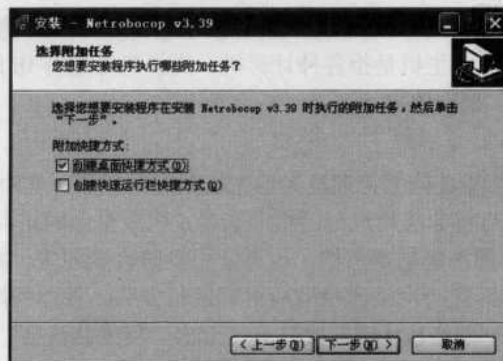 安装 - Netrobocop v3.39
选择附加任务
您想要安装程序执行哪些附加任务？
选择您想要安装程序在安装 Netrobocop v3.39 时执行的附加任务，然后单击
“下一步”。
附加快捷方式:
创建桌面快捷方式(D)
创建快速运行栏快捷方式(Q)
< 上一步(B)
下一步(N) >
取消